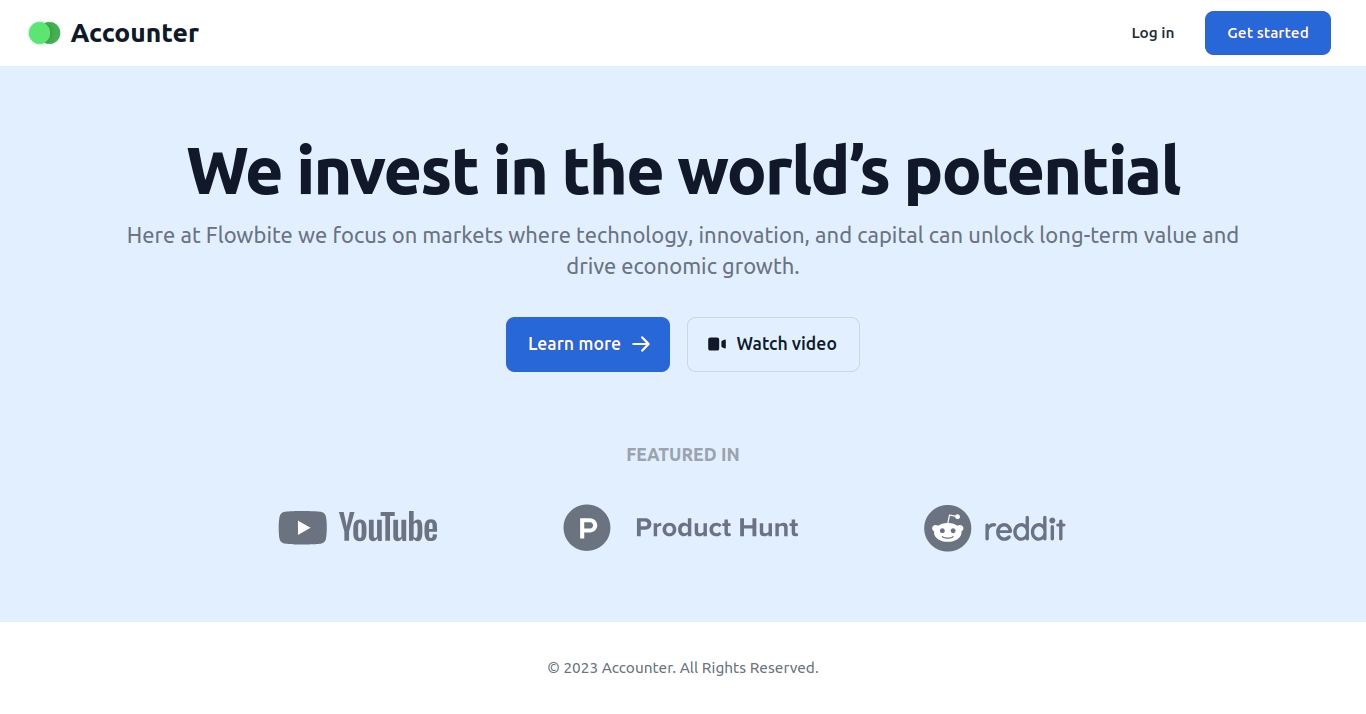 Accounter
Log in
Get started
We invest in the world’s potential
Here at Flowbite we focus on markets where technology, innovation, and capital can unlock long-term value and
drive economic growth.
Learn more
Watch video
FEATURED IN
YouTube
P Product Hunt
reddit
© 2023 Accounter. All Rights Reserved.